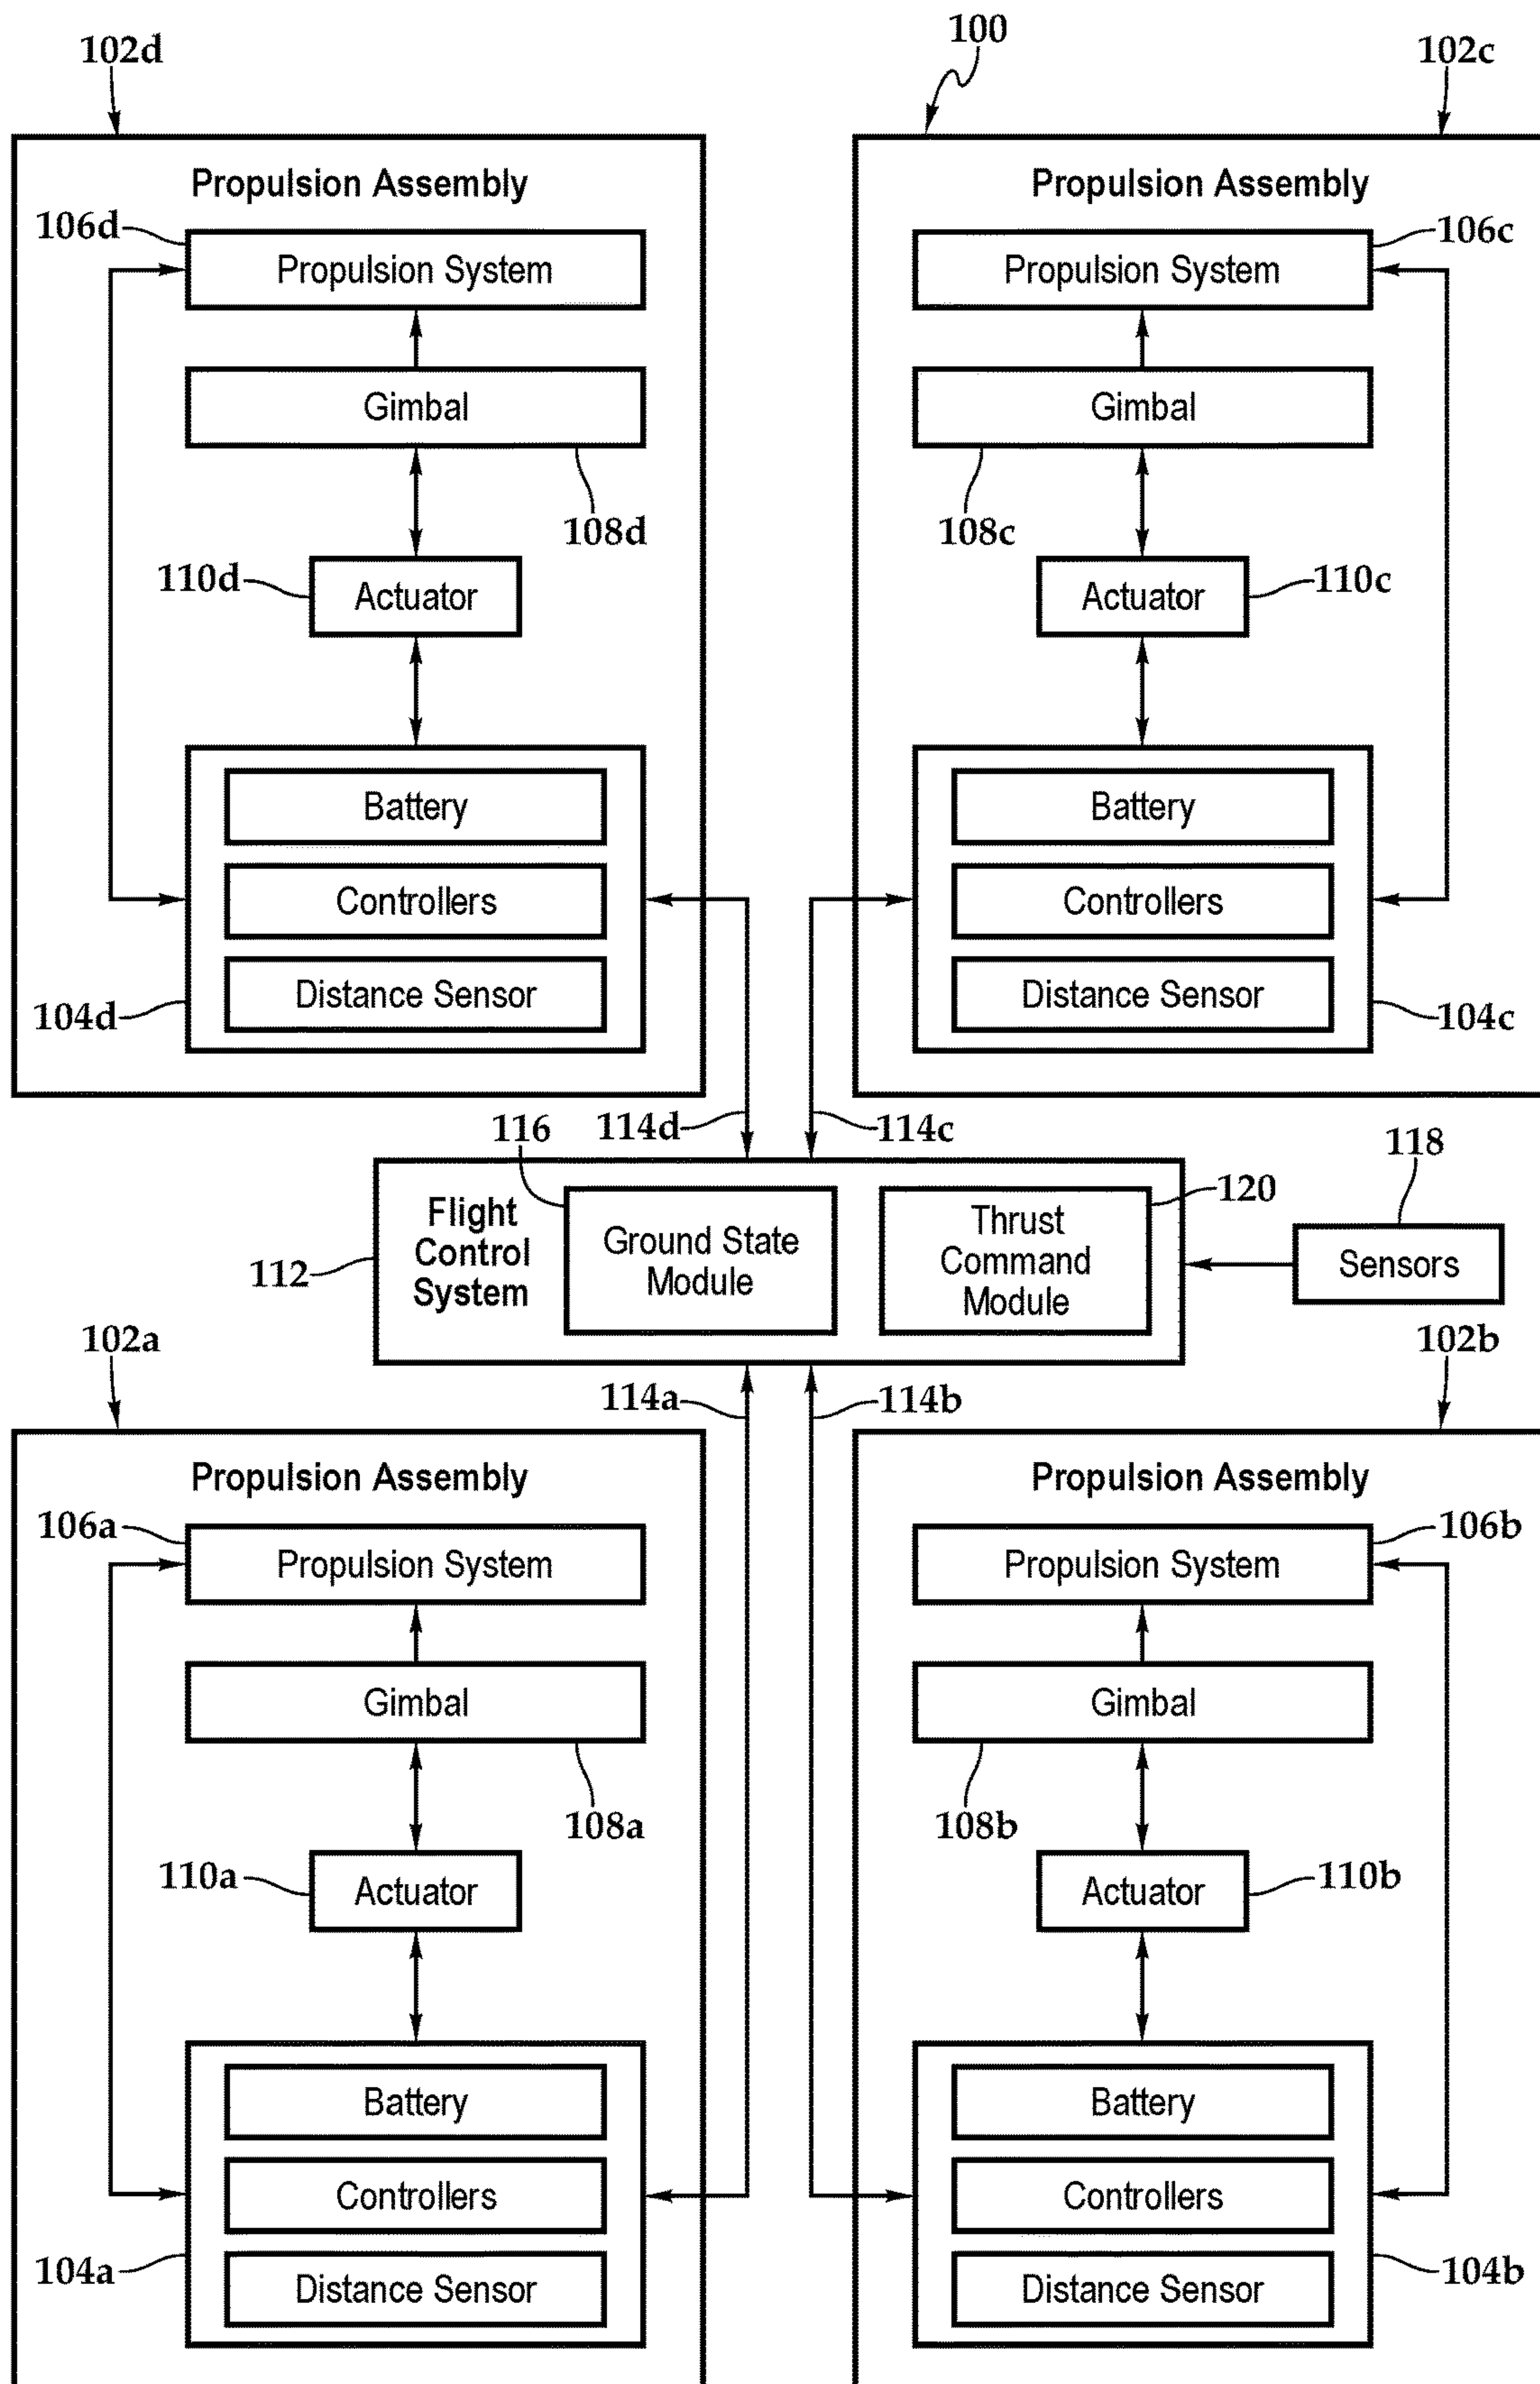 102d
100
102c
Propulsion Assembly
106d
Propulsion System
Gimbal
108d
110d
Actuator
Battery
Controllers
Distance Sensor
104d
Propulsion Assembly
106c
Propulsion System
Gimbal
108c
110c
Actuator
Battery
Controllers
Distance Sensor
104c
116
114d
114c
118
Flight
Control
System
112
Ground State
Module
Thrust
Command
Module
120
Sensors
102a
114a
114b
102b
Propulsion Assembly
106a
Propulsion System
Gimbal
108a
110a
Actuator
Battery
Controllers
Distance Sensor
104a
Propulsion Assembly
106b
Propulsion System
Gimbal
108b
110b
Actuator
Battery
Controllers
Distance Sensor
104b